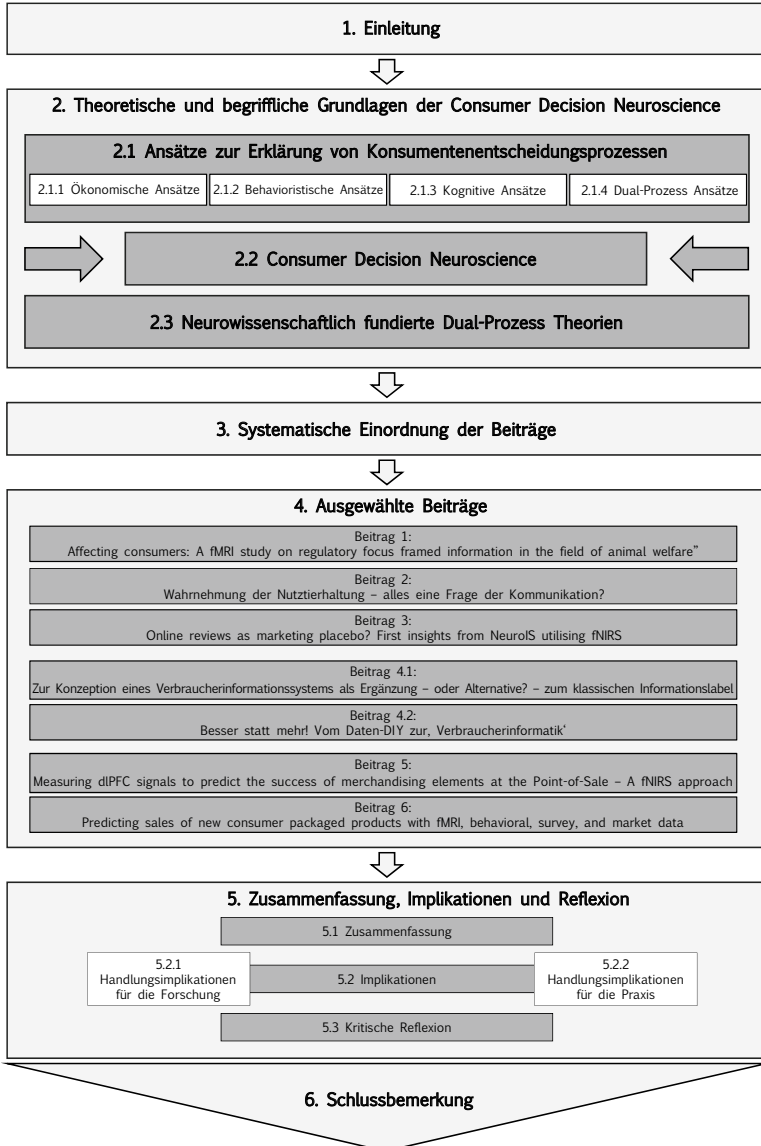 1. Einleitung
2. Theoretische und begriffliche Grundlagen der Consumer Decision Neuroscience
2.1 Ansätze zur Erklärung von Konsumentenentscheidungsprozessen
2.1.1 Ökonomische Ansätze
2.1.2 Behavioristische Ansätze
2.1.3 Kognitive Ansätze
2.1.4 Dual-Prozess Ansätze
2.2 Consumer Decision Neuroscience
2.3 Neurowissenschaftlich fundierte Dual-Prozess Theorien
3. Systematische Einordnung der Beiträge
4. Ausgewählte Beiträge
Beitrag 1:
Affecting consumers: A fMRI study on regulatory focus framed information in the field of animal welfare”
Beitrag 2:
Wahrnehmung der Nutztierhaltung – alles eine Frage der Kommunikation?
Beitrag 3:
Online reviews as marketing placebo? First insights from NeuroIS utilising fNIRS
Beitrag 4.1:
Zur Konzeption eines Verbraucherinformationssystems als Ergänzung – oder Alternative? – zum klassischen Informationslabel
Beitrag 4.2:
Besser statt mehr! Vom Daten-DIY zur, Verbraucherinformatik‘
Beitrag 5:
Measuring dlPFC signals to predict the success of merchandising elements at the Point-of-Sale – A fNIRS approach
Beitrag 6:
Predicting sales of new consumer packaged products with fMRI, behavioral, survey, and market data
5. Zusammenfassung, Implikationen und Reflexion
5.1 Zusammenfassung
5.2.1
Handlungsimplikationen
für die Forschung
5.2 Implikationen
5.2.2
Handlungsimplikationen
für die Praxis
5.3 Kritische Reflexion
6. Schlussbemerkung